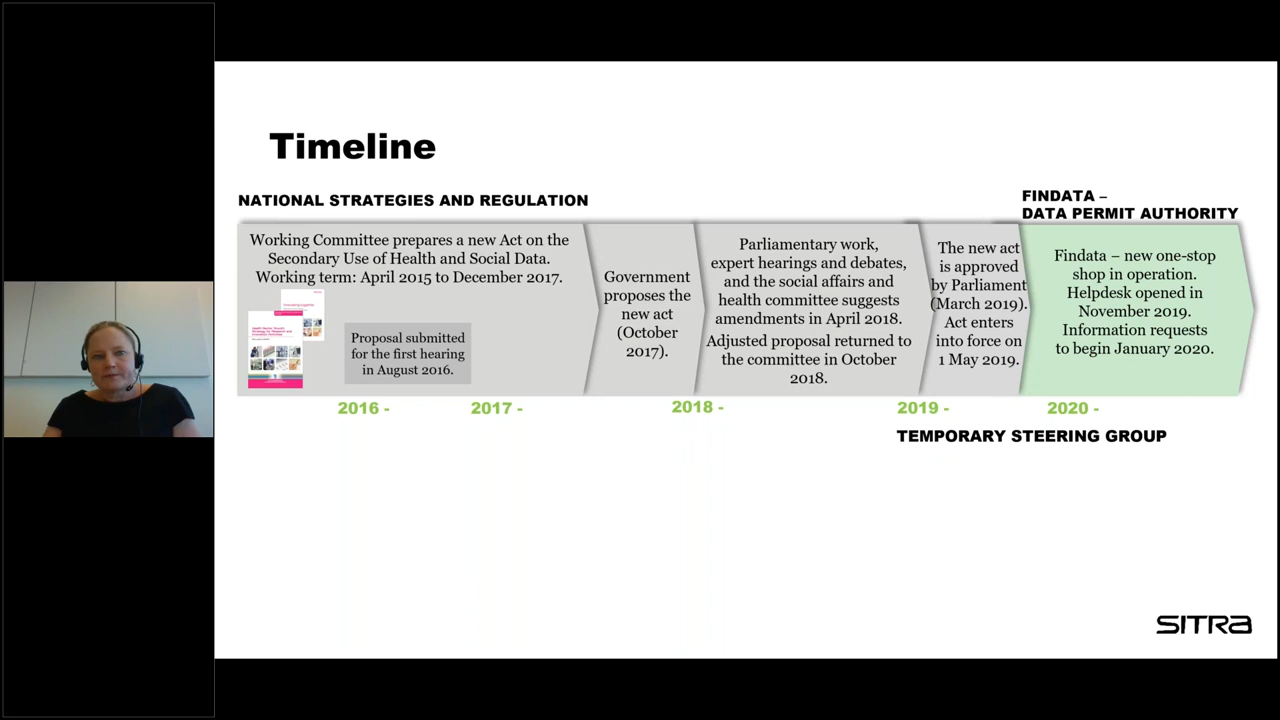 Timeline
NATIONAL STRATEGIES AND REGULATION
FINDATA –
DATA PERMIT AUTHORITY
Working Committee prepares a new Act on the
Secondary Use of Health and Social Data.
Working term: April 2015 to December 2017.
Proposal submitted
for the first hearing
in August 2016.
Government
proposes the
new act
(October
2017).
Parliamentary work,
expert hearings and debates,
and the social affairs and
health committee suggests
amendments in April 2018.
Adjusted proposal returned to
the committee in October
2018.
The new act
is approved
by Parliament
(March 2019).
Act enters
into force on
1 May 2019.
Findata – new one-stop
shop in operation.
Helpdesk opened in
November 2019.
Information requests
to begin January 2020.
2016 -
2017 -
2018 -
2019 -
2020 -
TEMPORARY STEERING GROUP
SITRA